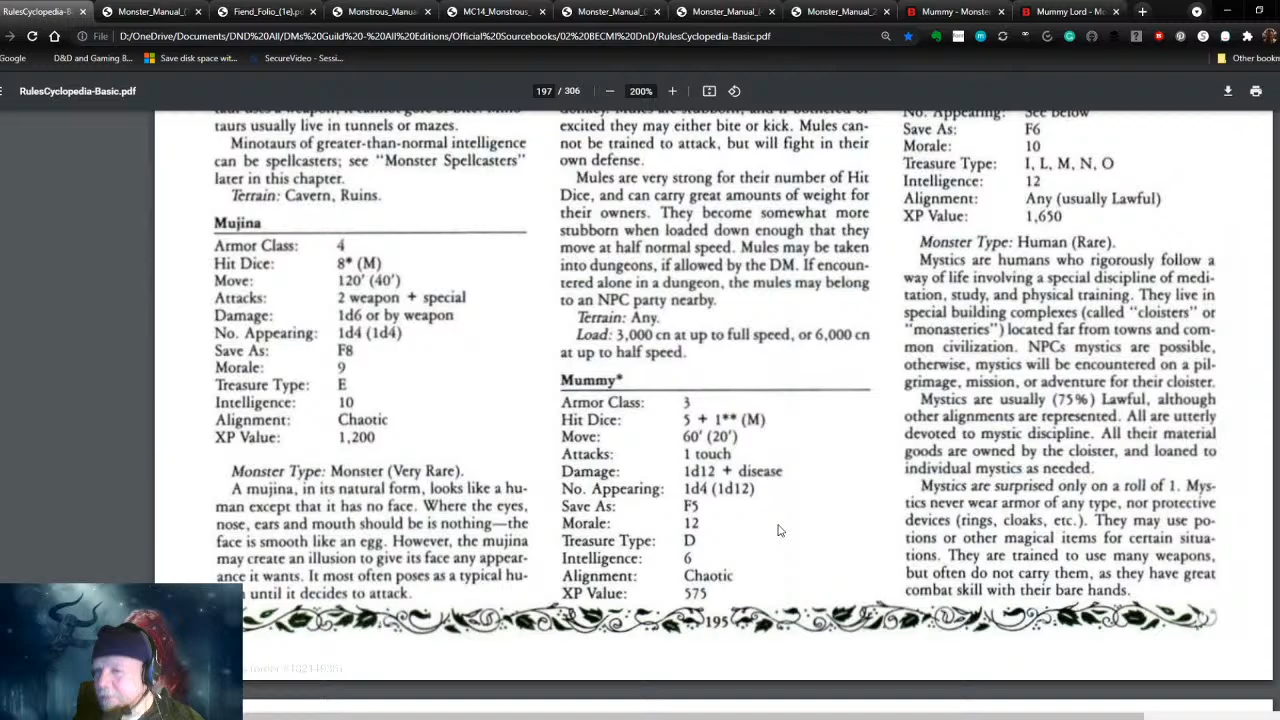 RulesCyclopedia-Basic.pdf
Monster_Manual_(
Fiend_Folio_(1e).pc
Monstrous_Manua
MC14_Monstrous_
Monster_Manual_(
Monster_Manual_i
Monster_Manual_2
Mummy - Monster
Mummy Lord - Mo
D:/OneDrive/Documents/DND%20All/DMs%20Guild%20-%20All%20Editions/Official%20Sourcebooks/02%20BECMI%20DnD/RulesCyclopedia-Basic.pdf
Google
D&D and Gaming B...
Save disk space wit...
SecureVideo - Sessi...
Other bookm
RulesCyclopedia-Basic.pdf
197 / 306
200%
taurs usually live in tunnels or mazes.
Minotaurs of greater-than-normal intelligence
can be spellcasters; see "Monster Spellcasters"
later in this chapter.
Terrain: Cavern, Ruins.
Mujina
Armor Class: 4
Hit Dice: 8* (M)
Move: 120' (40')
Attacks: 2 weapon + special
Damage: 1d6 or by weapon
No. Appearing: 1d4 (1d4)
Save As: F8
Morale: 9
Treasure Type: E
Intelligence: 10
Alignment: Chaotic
XP Value: 1,200
Monster Type: Monster (Very Rare).
A mujina, in its natural form, looks like a hu-
man except that it has no face. Where the eyes,
nose, ears and mouth should be is nothing—the
face is smooth like an egg. However, the mujina
may create an illusion to give its face any appear-
ance it wants. It most often poses as a typical hu-
until it decides to attack.
excited they may either bite or kick. Mules can-
not be trained to attack, but will fight in their
own defense.
Mules are very strong for their number of Hit
Dice, and can carry great amounts of weight for
their owners. They become somewhat more
stubborn when loaded down enough that they
move at half normal speed. Mules may be taken
into dungeons, if allowed by the DM. If encoun-
tered alone in a dungeon, the mules may belong
to an NPC party nearby.
Terrain: Any.
Load: 3,000 cn at up to full speed, or 6,000 cn
at up to half speed.
Mummy*
Armor Class: 3
Hit Dice: 5 + 1** (M)
Move: 60' (20')
Attacks: 1 touch
Damage: 1d12 + disease
No. Appearing: 1d4 (1d12)
Save As: F5
Morale: 12
Treasure Type: D
Intelligence: 6
Alignment: Chaotic
XP Value: 575
No. Appearing: See below
Save As: F6
Morale: 10
Treasure Type: I, L, M, N, O
Intelligence: 12
Alignment: Any (usually Lawful)
XP Value: 1,650
Monster Type: Human (Rare).
Mystics are humans who rigorously follow a
way of life involving a special discipline of medi-
tation, study, and physical training. They live in
special building complexes (called "cloisters" or
"monasteries") located far from towns and com-
mon civilization. NPCs mystics are possible,
otherwise, mystics will be encountered on a pil-
grimage, mission, or adventure for their cloister.
Mystics are usually (75%) Lawful, although
other alignments are represented. All are utterly
devoted to mystic discipline. All their material
goods are owned by the cloister, and loaned to
individual mystics as needed.
Mystics are surprised only on a roll of 1. Mys-
tics never wear armor of any type, nor protective
devices (rings, cloaks, etc.). They may use po-
tions or other magical items for certain situa-
tions. They are trained to use many weapons,
but often do not carry them, as they have great
combat skill with their bare hands.
195